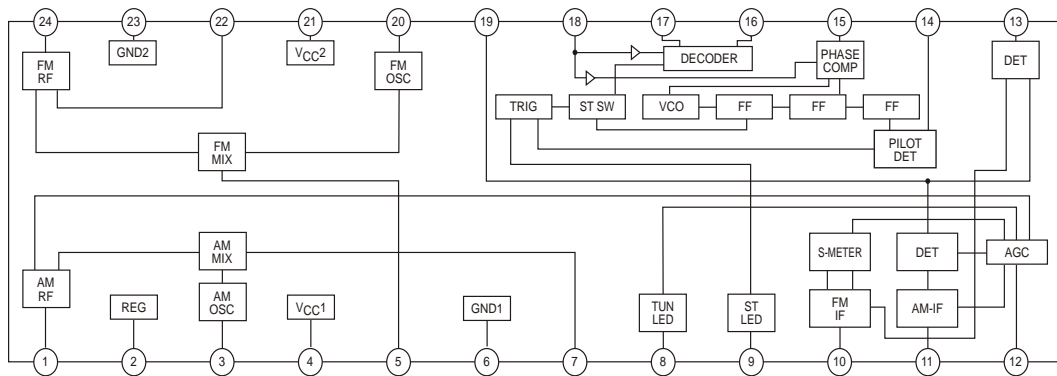 24 23 22 21 20 19 18 17 16 15 14 13
FM
RF
GND2
VCC2
FM
OSC
DECODER
PHASE
COMP
DET
TRIG
ST SW
VCO
FF
FF
FF
FM
MIX
PILOT
DET
AM
MIX
S-METER
DET
AGC
AM
RF
REG
AM
OSC
VCC1
GND1
TUN
LED
ST
LED
FM
IF
AM-IF
1 2 3 4 5 6 7 8 9 10 11 12